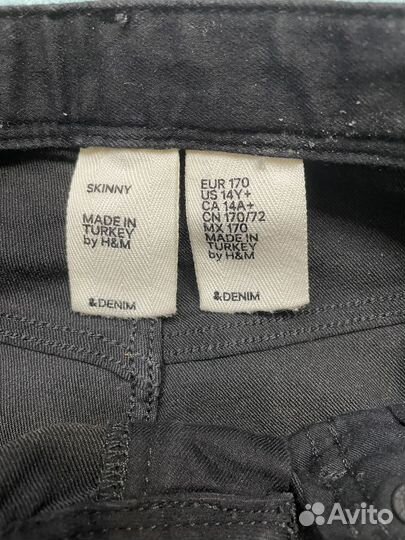 SKINNY
MADE IN
TURKEY
by H&M
&DENIM
EUR 170
US 14Y+
CA 14A+
CN 170/72
MX 170
MADE IN
TURKEY
by H&M
&DENIM
Avito